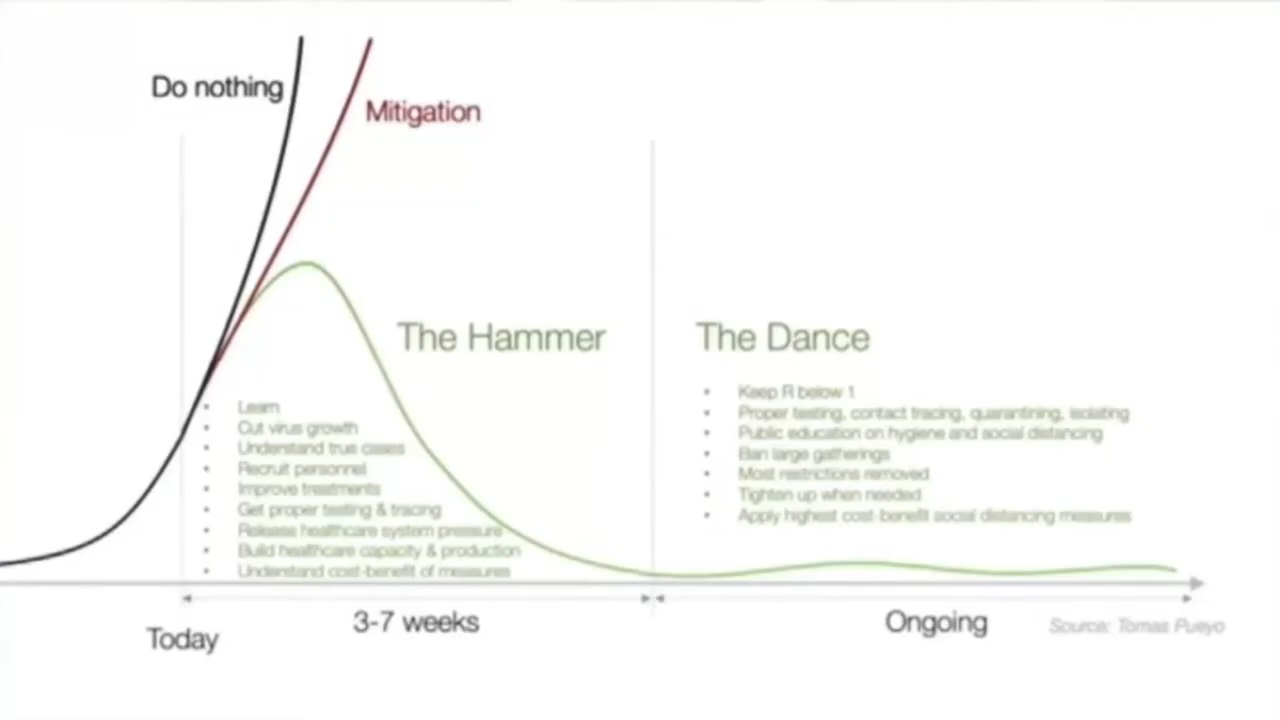 Do nothing
Mitigation
The Hammer
• Learn
• Cut virus growth
• Understand true cases
• Recruit personnel
• Improve treatments
• Get proper testing & tracing
• Release healthcare system pressure
• Build healthcare capacity & production
• Understand cost-benefit of measures
The Dance
• Keep R below 1
• Proper testing, contact tracing, quarantining, isolating
• Public education on hygiene and social distancing
• Ban large gatherings
• Most restrictions removed
• Tighten up when needed
• Apply highest cost-benefit social distancing measures
Today
3-7 weeks
Ongoing
Source: Tomas Pueyo